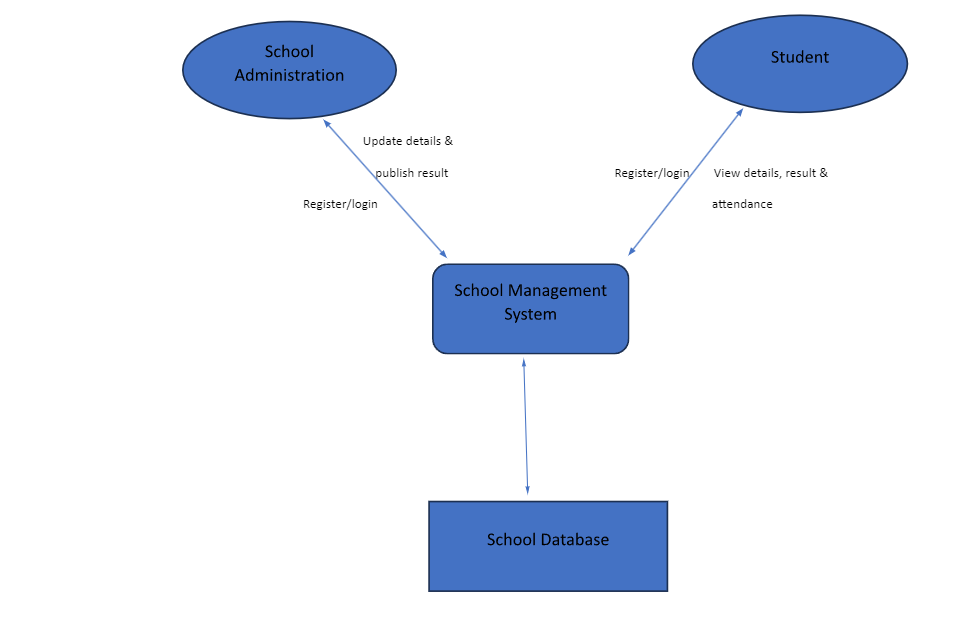 School
Administration
Student
Update details &
publish result
Register/login
Register/login
View details, result &
attendance
School Management
System
School Database